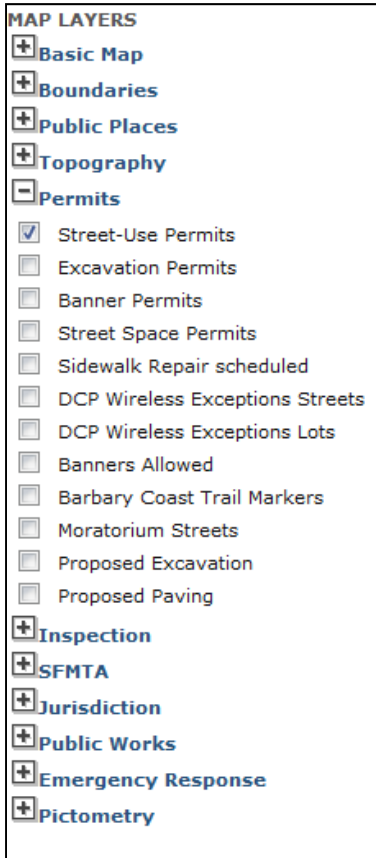 MAP LAYERS
Basic Map
Boundaries
Public Places
Topography
Permits
Street-Use Permits
Excavation Permits
Banner Permits
Street Space Permits
Sidewalk Repair scheduled
DCP Wireless Exceptions Streets
DCP Wireless Exceptions Lots
Banners Allowed
Barbary Coast Trail Markers
Moratorium Streets
Proposed Excavation
Proposed Paving
Inspection
SFMTA
Jurisdiction
Public Works
Emergency Response
Pictometry